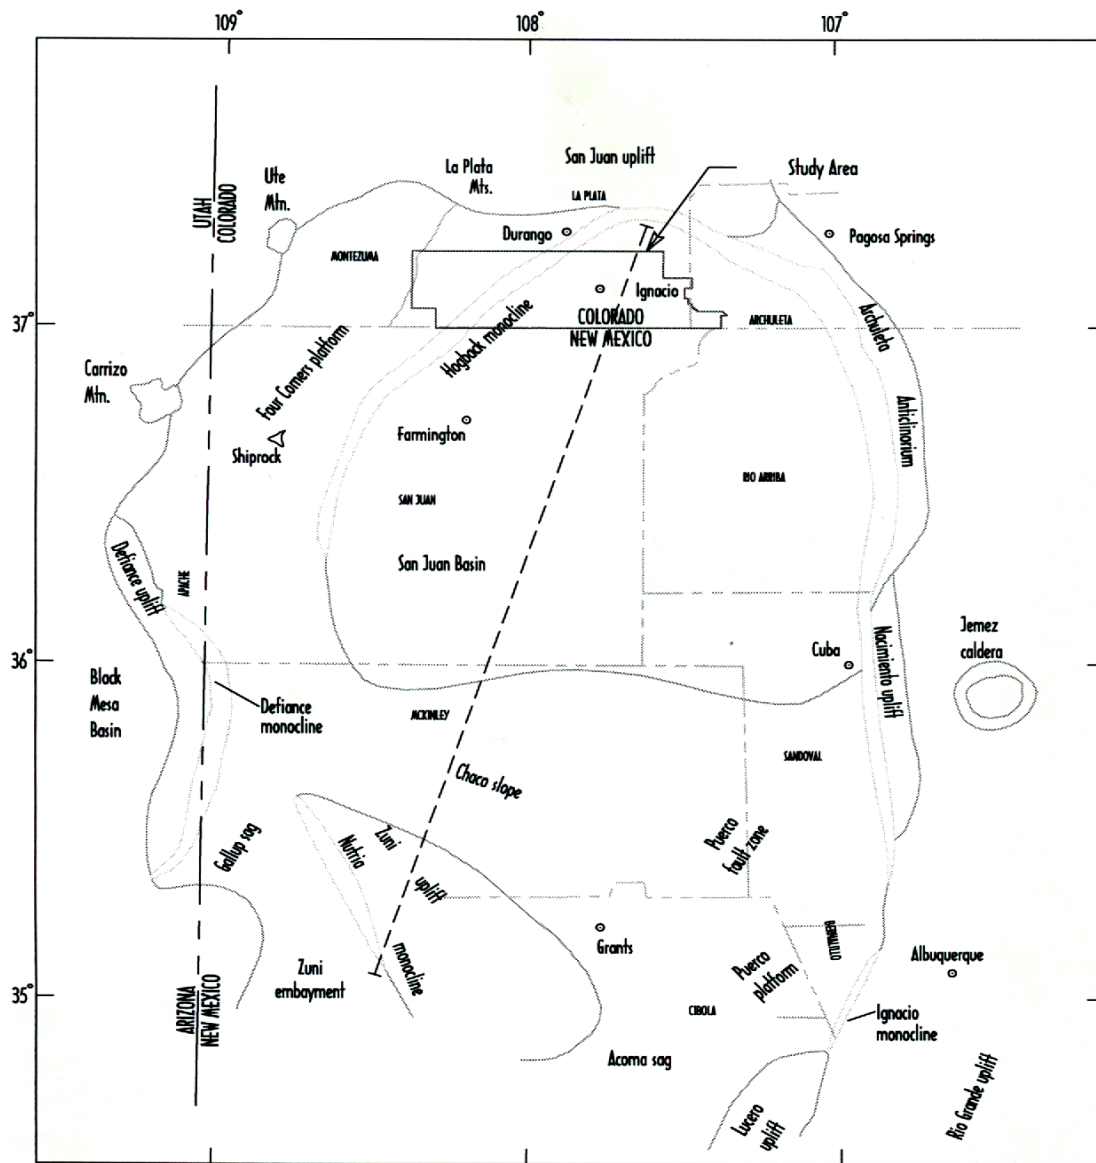 109°
108°
107°
San Juan uplift
La Plata
Mts.
Study Area
Ute
Mtn.
LA PLATA
UTAH
COLORADO
Durango
Pagosa Springs
MONTEZUMA
Ignacio
37°
COLORADO
NEW MEXICO
ARCHULETA
Archuleta
Anticlinorium
Hogback monocline
Four Corners platform
Carrizo
Mtn.
Farmington
Shiprock
RIO ARRIBA
SAN JUAN
San Juan Basin
Defiance uplift
APACHE
Jemez
caldera
Cuba
Nacimiento uplift
36°
Black
Mesa
Basin
Defiance
monocline
MCKINLEY
SANDOVAL
Chaco slope
Puerco
fault zone
Gallup sag
Zuni
uplift
Nutria
monocline
Grants
BERNALILLO
Albuquerque
Zuni
embayment
Puerco
platform
35°
ARIZONA
NEW MEXICO
CIBOLA
Ignacio
monocline
Acoma sag
Lucero
uplift
Rio Grande uplift